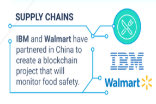 SUPPLY CHAINS
IBM and Walmart have
partnered in China to
create a blockchain
project that will
monitor food safety.
IBM
Walmart